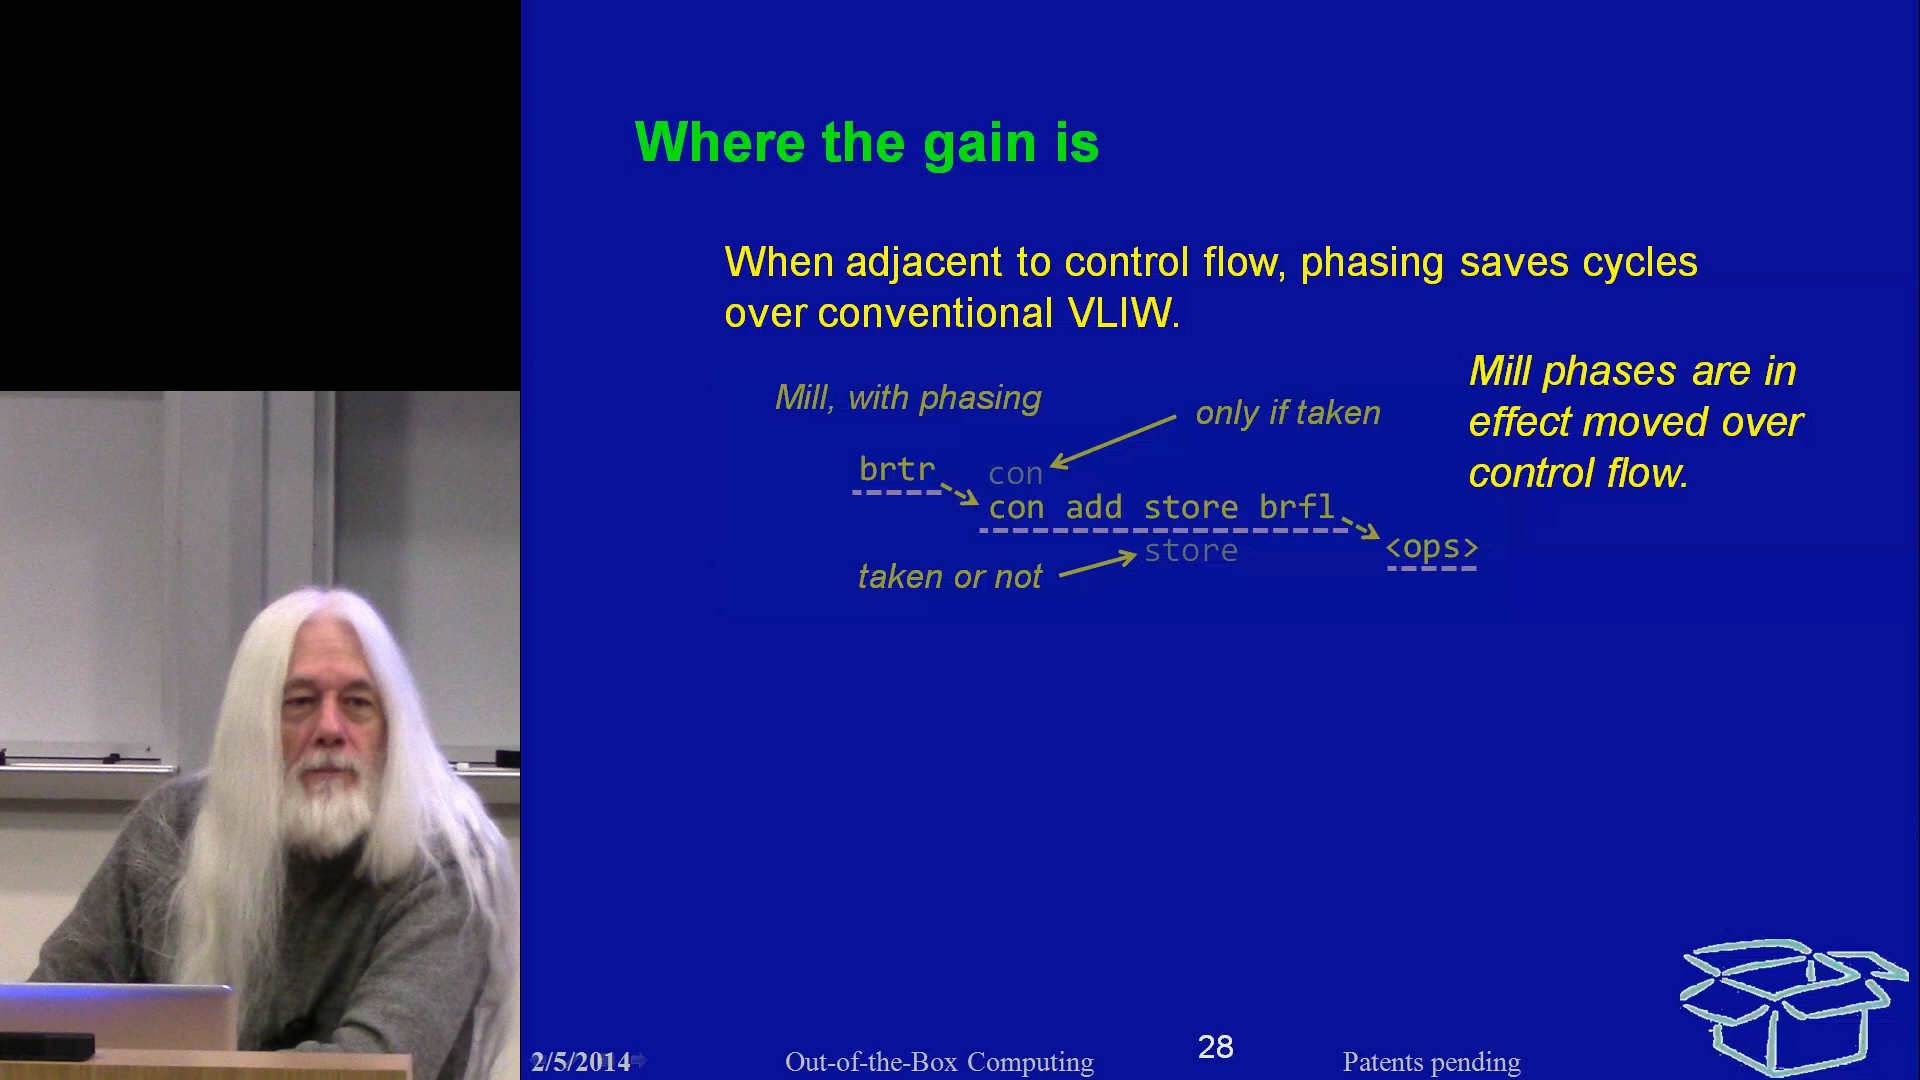 Where the gain is
When adjacent to control flow, phasing saves cycles
over conventional VLIW.
Mill phases are in
effect moved over
control flow.
Mill, with phasing
only if taken
brtr
con
con add store brfl
store
<ops>
taken or not
2/5/2014
Out-of-the-Box Computing
28
Patents pending